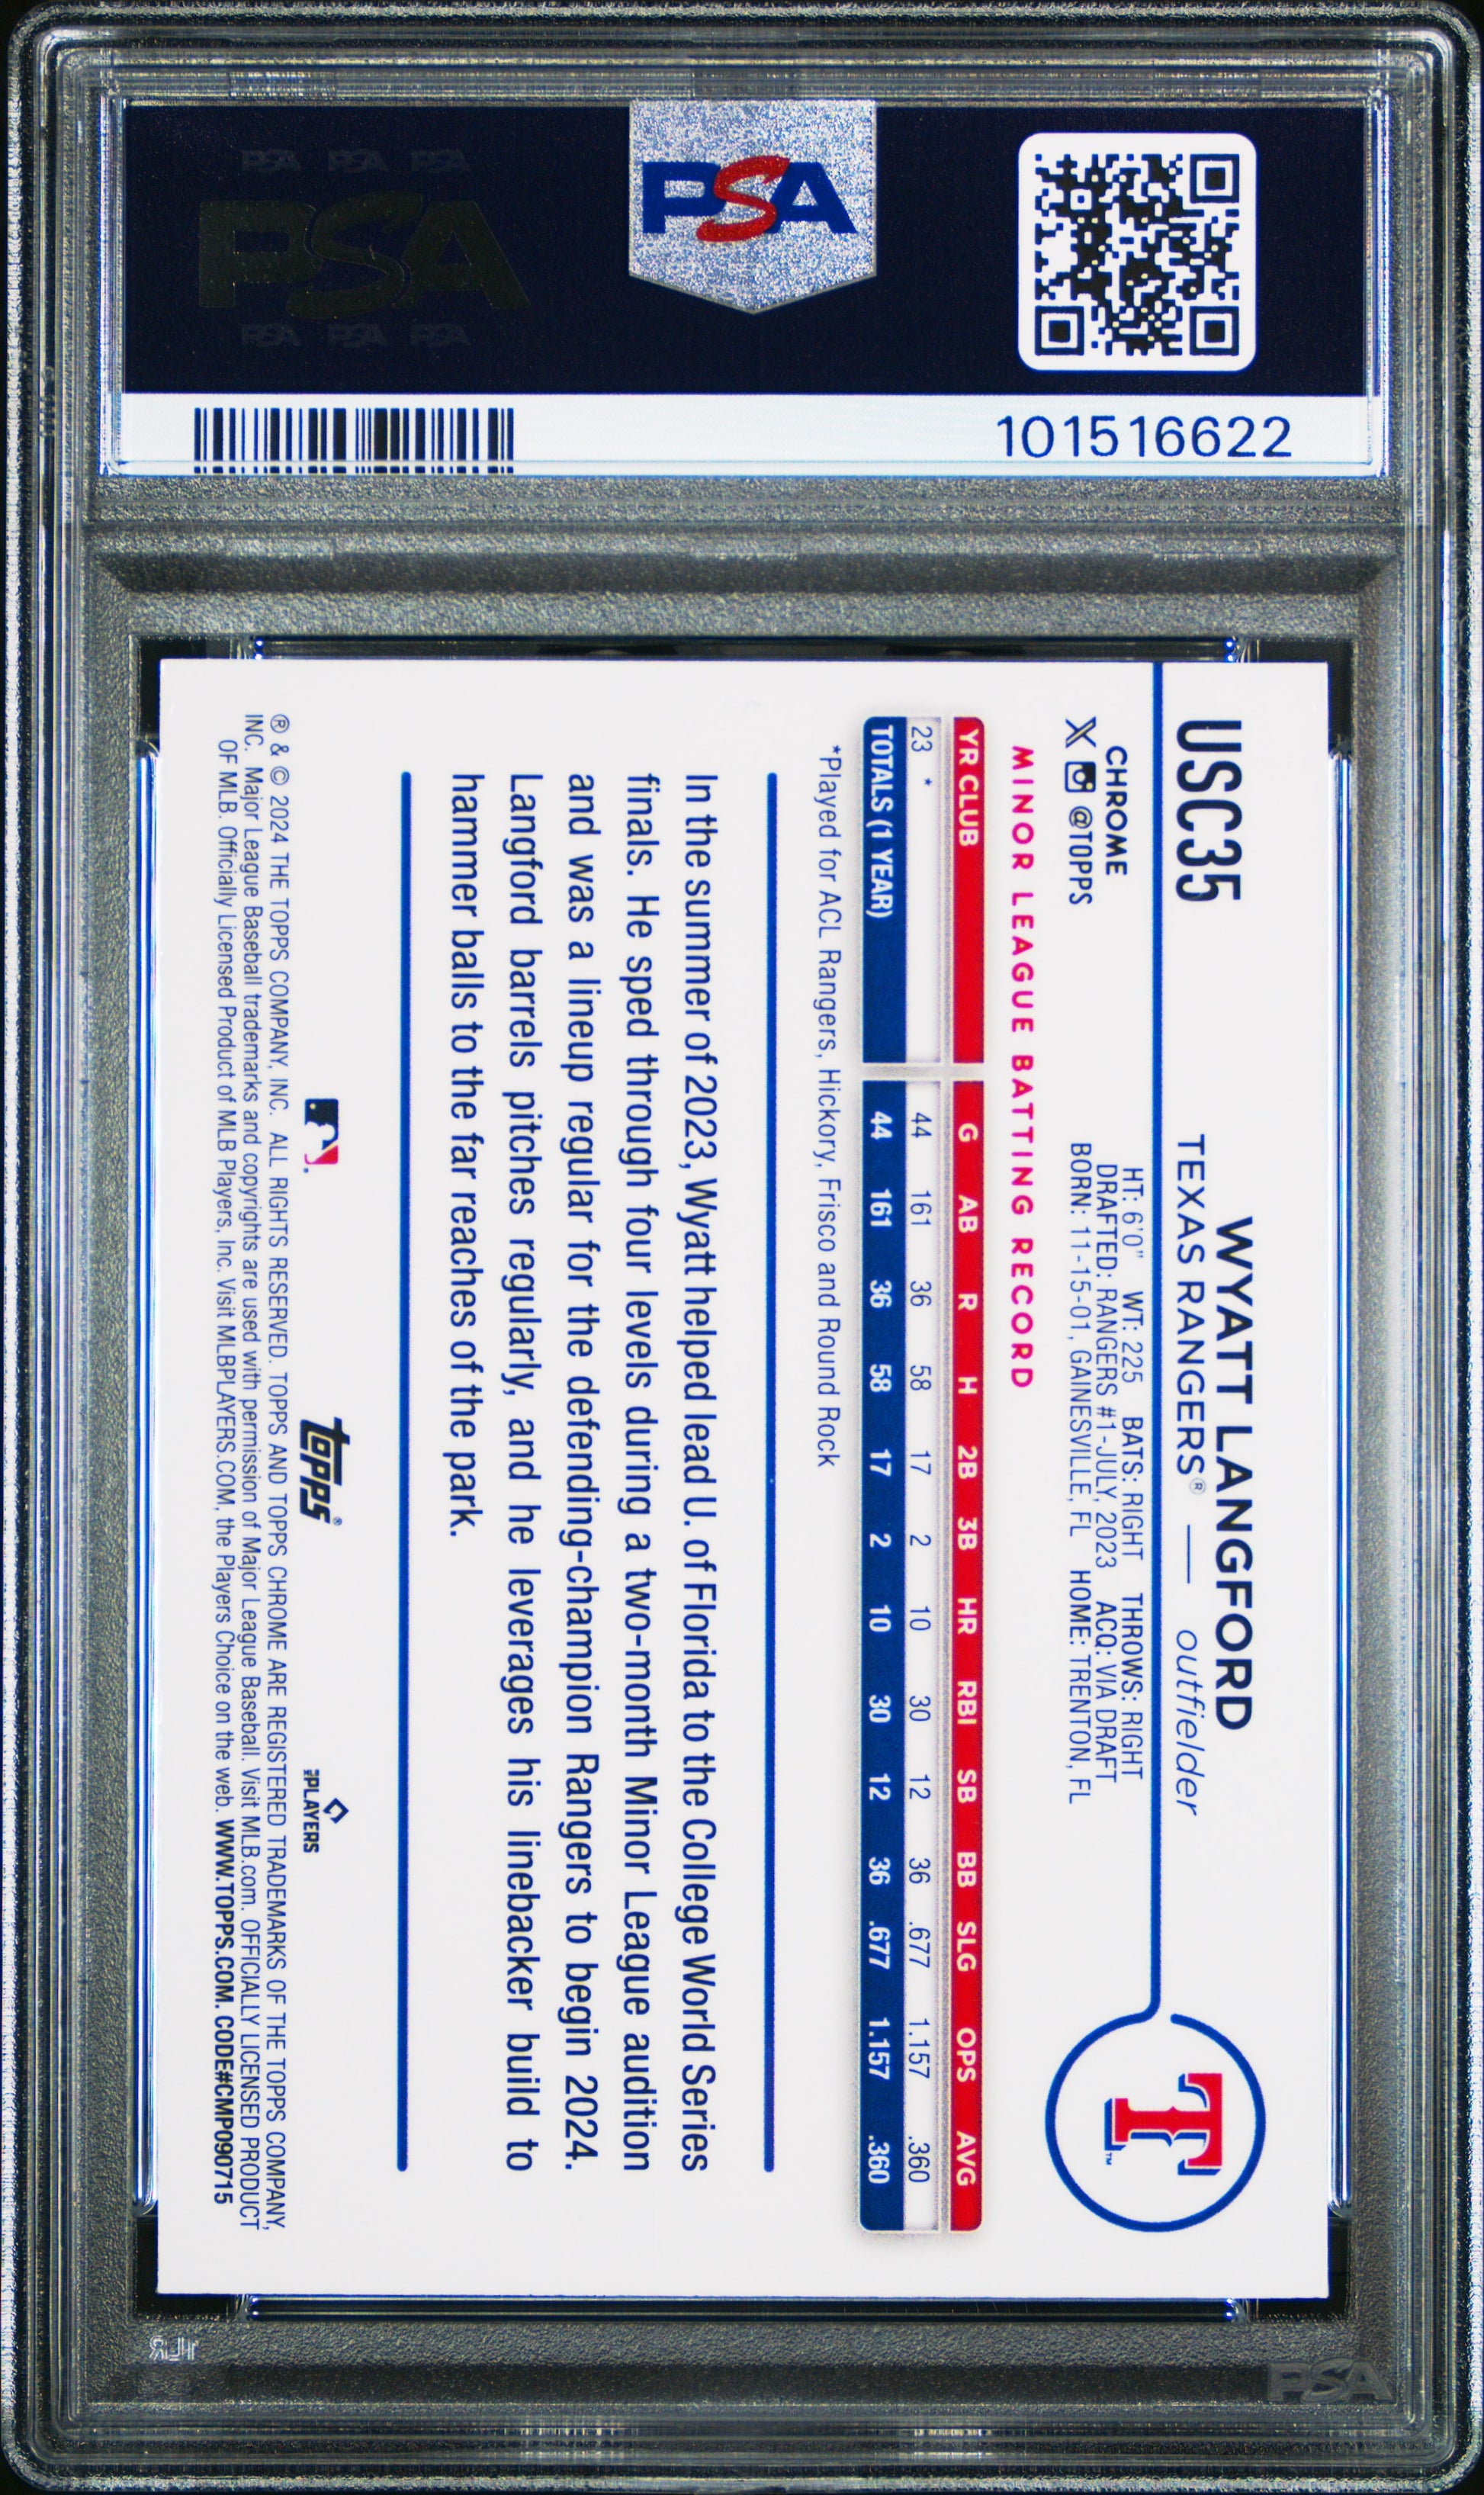 PSA PSA PSA
PSA
PSA PSA PSA
PSA
101516622
USC35
WYATT LANGFORD
TEXAS RANGERS® — outfielder
T™
CHROME
X @TOPPS
HT: 6'0" WT: 225 BATS: RIGHT THROWS: RIGHT
DRAFTED: RANGERS #1-JULY, 2023 ACQ: VIA DRAFT
BORN: 11-15-01, GAINESVILLE, FL HOME: TRENTON, FL
MINOR LEAGUE BATTING RECORD
YR CLUB G AB R H 2B 3B HR RBI SB BB SLG OPS AVG
23 * 44 161 36 58 17 2 10 30 12 36 .677 1.157 .360
TOTALS (1 YEAR) 44 161 36 58 17 2 10 30 12 36 .677 1.157 .360
*Played for ACL Rangers, Hickory, Frisco and Round Rock
In the summer of 2023, Wyatt helped lead U. of Florida to the College World Series
finals. He sped through four levels during a two-month Minor League audition
and was a lineup regular for the defending-champion Rangers to begin 2024.
Langford barrels pitches regularly, and he leverages his linebacker build to
hammer balls to the far reaches of the park.
topps®
PLAYERS
® & © 2024 THE TOPPS COMPANY, INC. ALL RIGHTS RESERVED. TOPPS AND TOPPS CHROME ARE REGISTERED TRADEMARKS OF THE TOPPS COMPANY,
INC. Major League Baseball trademarks and copyrights are used with permission of Major League Baseball. Visit MLB.com. OFFICIALLY LICENSED PRODUCT
OF MLB. Officially Licensed Product of MLB Players, Inc. Visit MLBPLAYERS.COM, the Players Choice on the web. WWW.TOPPS.COM. CODE#CMP090715
PSA